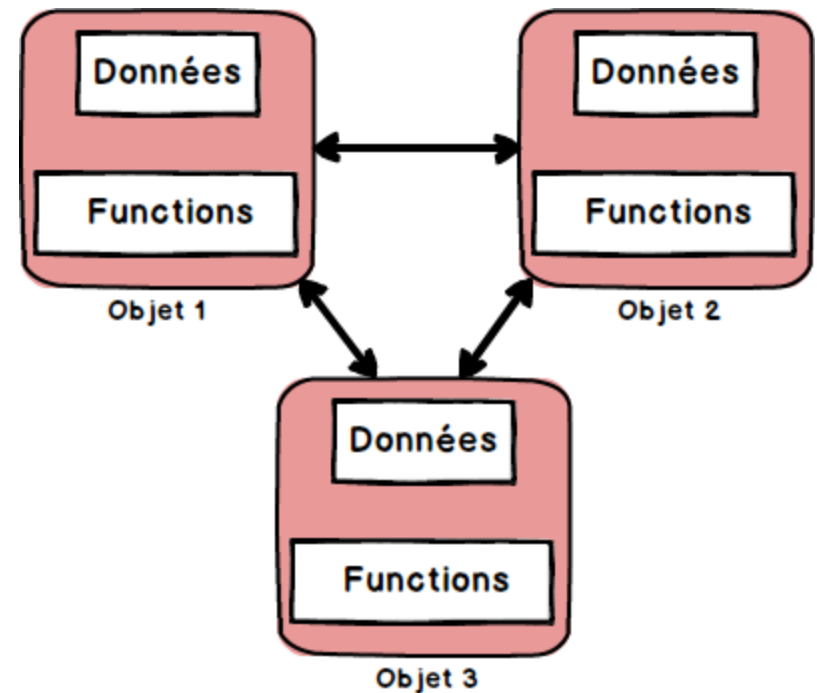 Données
Functions
Objet 1
Données
Functions
Objet 2
Données
Functions
Objet 3